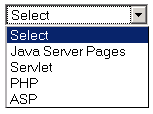 Select
Select
Java Server Pages
Servlet
PHP
ASP